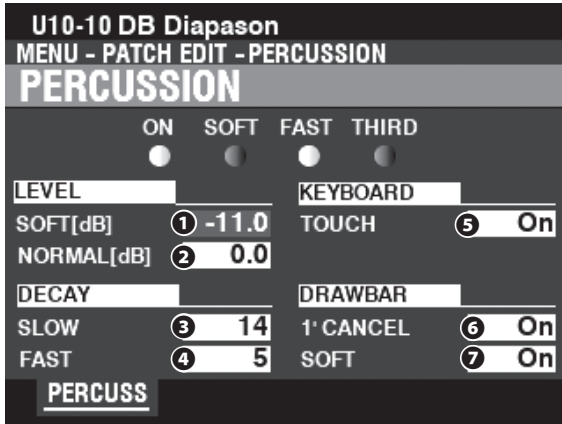 U10-10 DB Diapason
MENU - PATCH EDIT - PERCUSSION
PERCUSSION
ON SOFT FAST THIRD
LEVEL
SOFT[dB] 1 -11.0
NORMAL[dB] 2 0.0
KEYBOARD
TOUCH 5 On
DECAY
SLOW 3 14
FAST 4 5
DRAWBAR
1' CANCEL 6 On
SOFT 7 On
PERCUSS